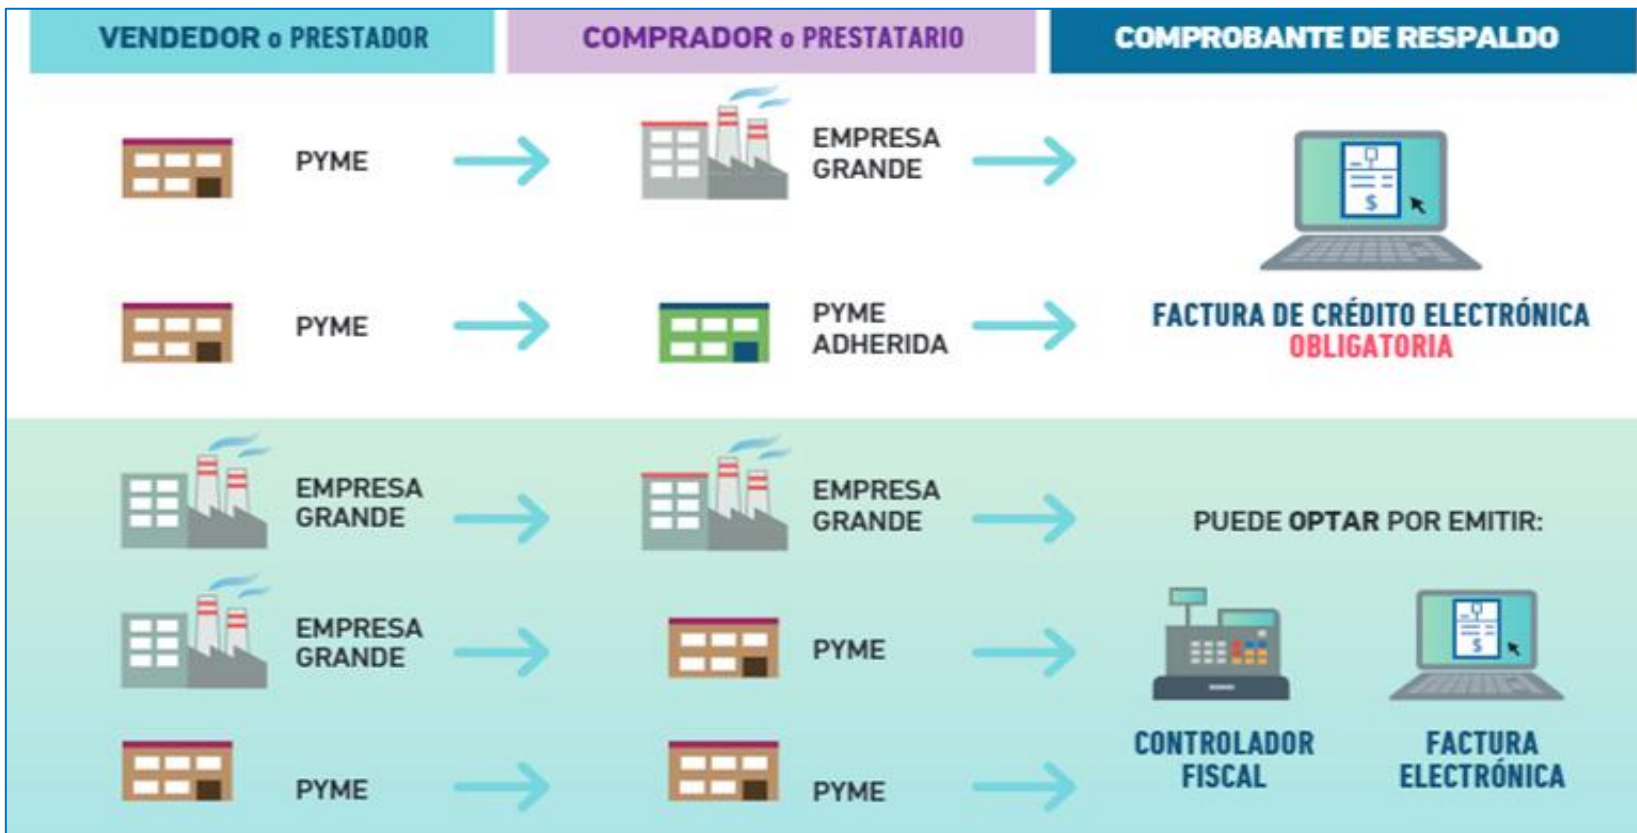 VENDEDOR o PRESTADOR
COMPRADOR o PRESTATARIO
COMPROBANTE DE RESPALDO
PYME
EMPRESA
GRANDE
PYME
PYME
ADHERIDA
$
FACTURA DE CRÉDITO ELECTRÓNICA
OBLIGATORIA
EMPRESA
GRANDE
EMPRESA
GRANDE
EMPRESA
GRANDE
PYME
PYME
PYME
PUEDE OPTAR POR EMITIR:
$
CONTROLADOR
FISCAL
FACTURA
ELECTRÓNICA